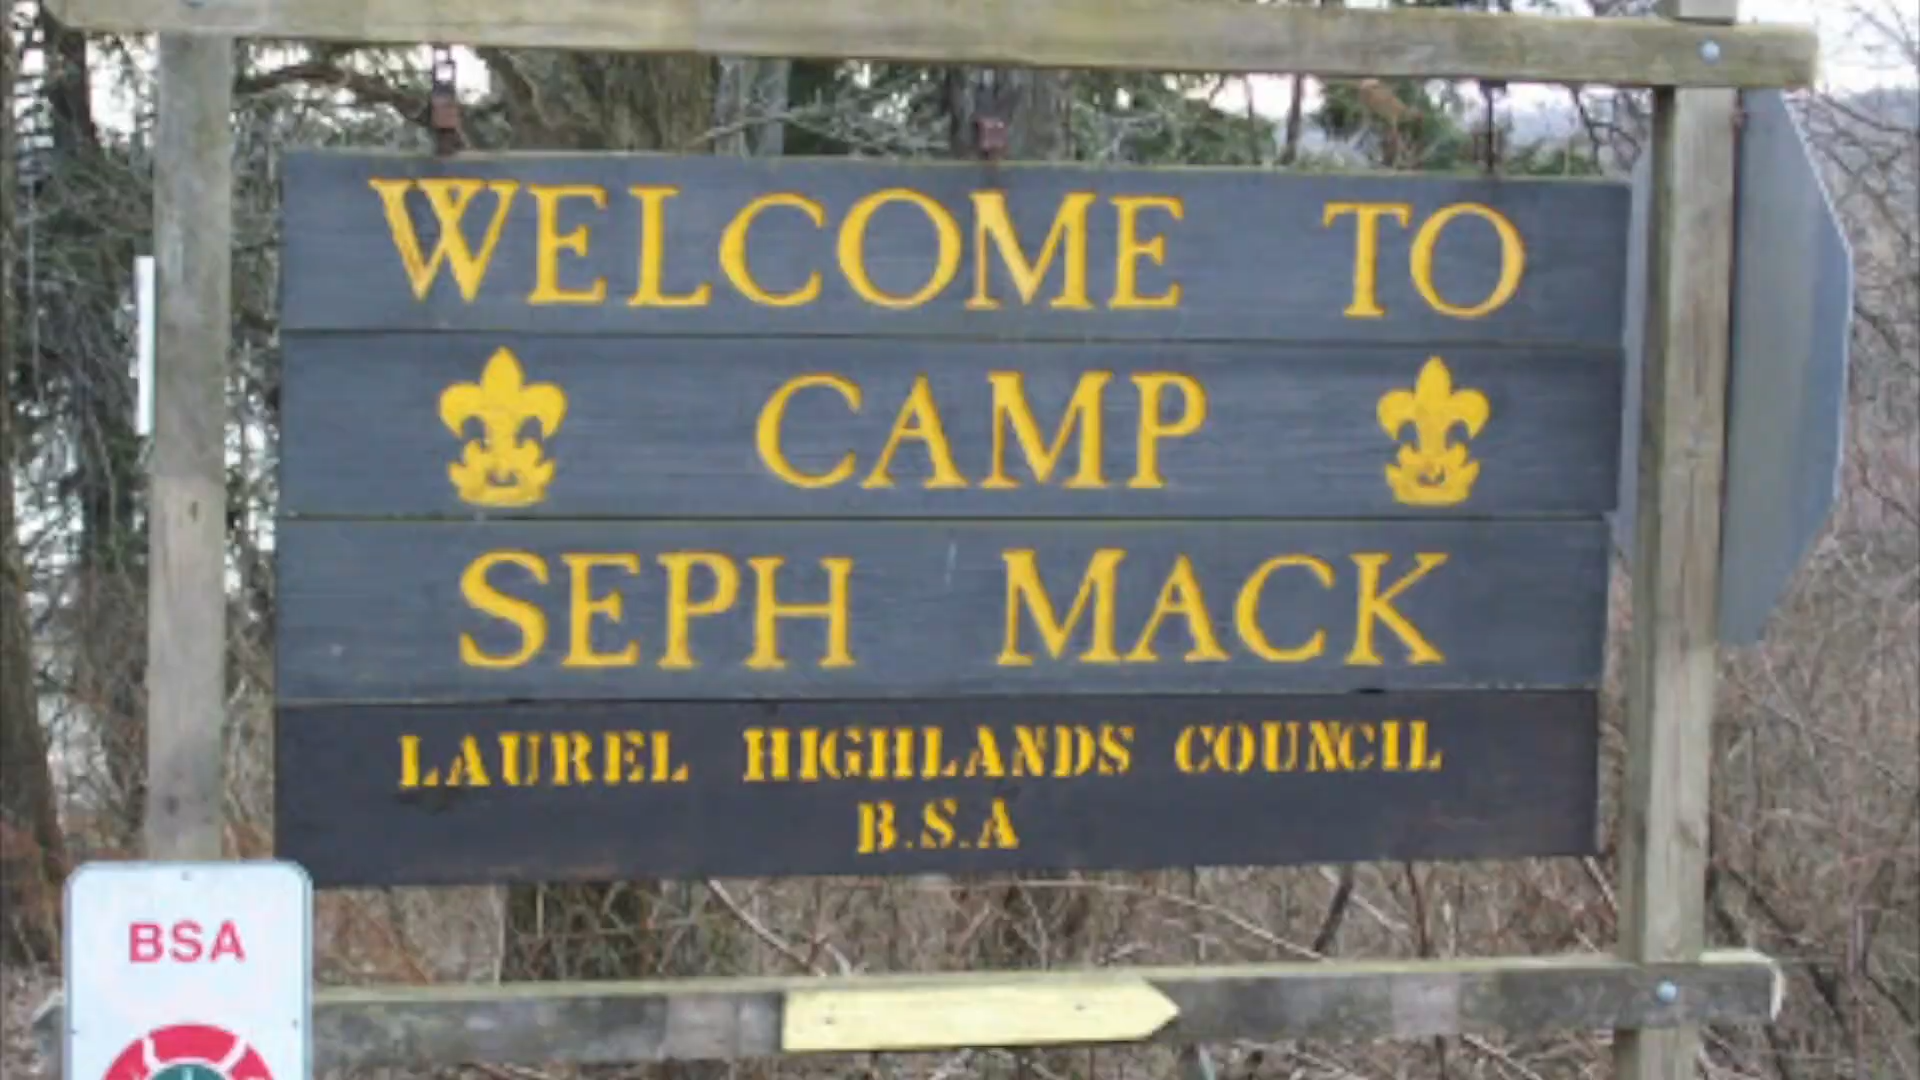 WELCOME TO
CAMP
SEPH MACK
LAUREL HIGHLANDS COUNCIL
B.S.A
BSA